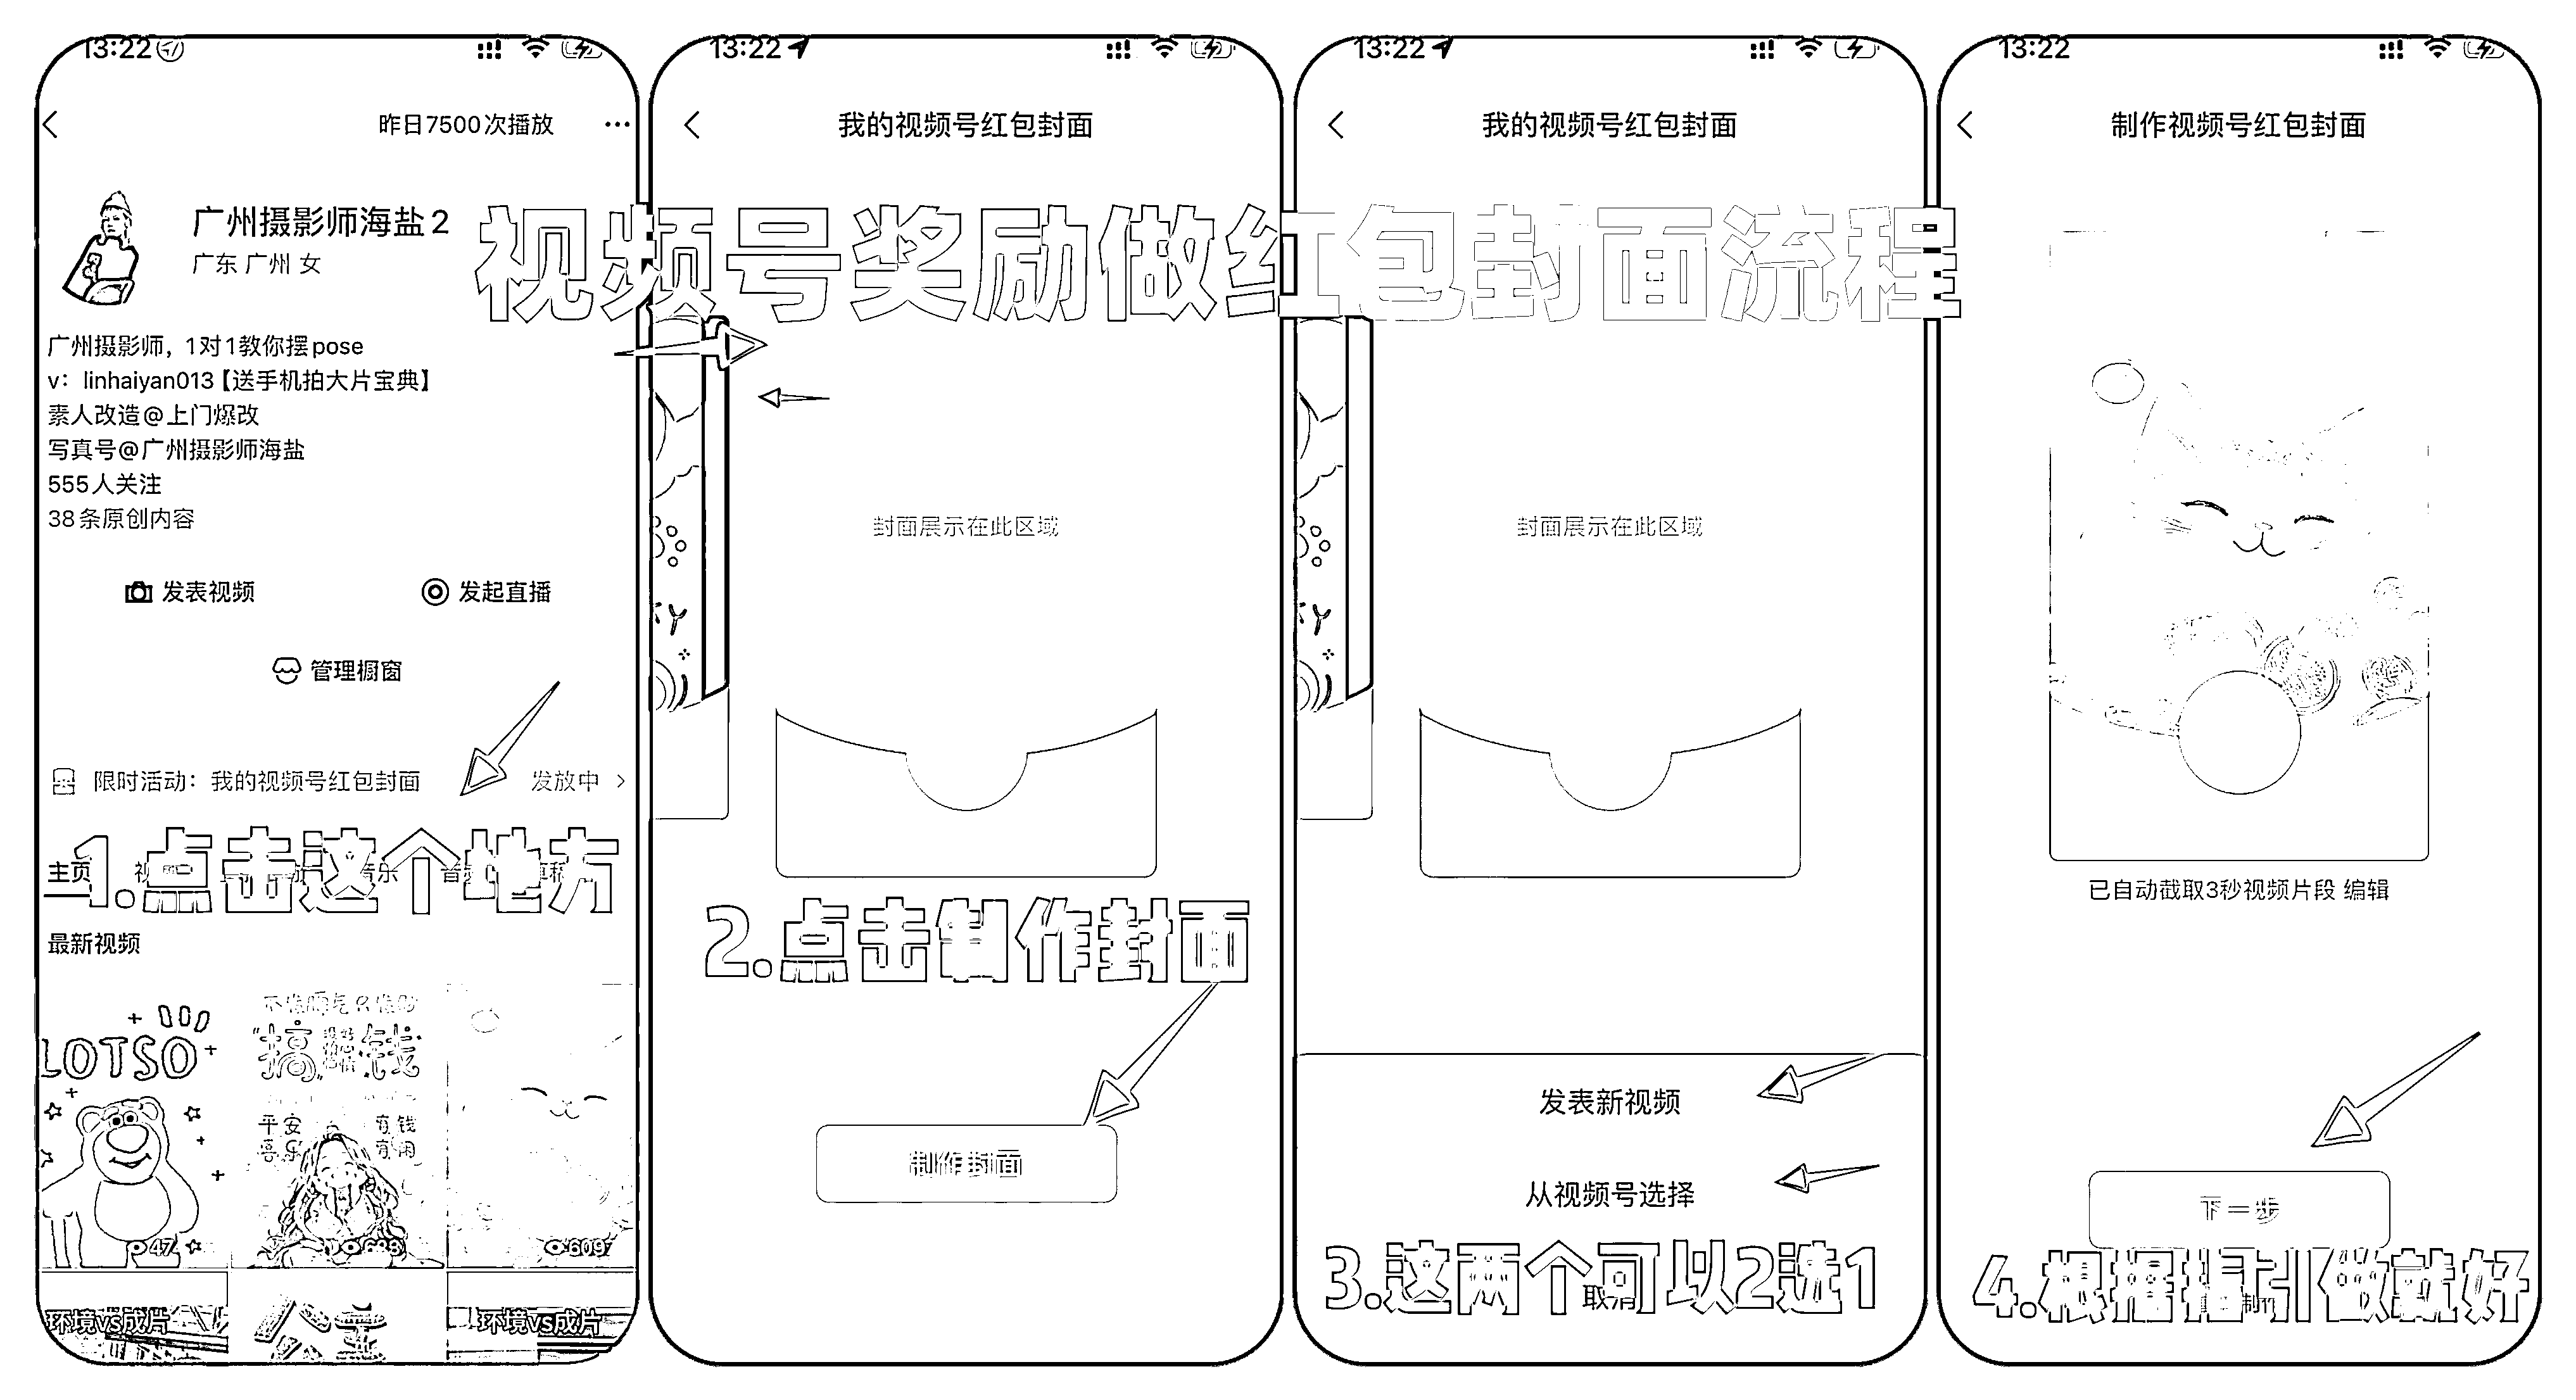 视频号奖励做红包封面流程
13:22
昨日7500次播放
广州摄影师海盐2
广东 广州 女
广州摄影师，1对1教你摆pose
v：linhaiyan013【送手机拍大片宝典】
素人改造@上门爆改
写真号@广州摄影师海盐
555人关注
38条原创内容
发表视频
发起直播
管理橱窗
限时活动：我的视频号红包封面
发放中
1.点击这个地方
主页
最新视频
LOTSO
搞钱
平安
喜乐
有钱
有闲
6097
环境vs成片
环境vs成片
13:22
我的视频号红包封面
封面展示在此区域
2.点击制作封面
制作封面
13:22
我的视频号红包封面
封面展示在此区域
发表新视频
从视频号选择
3.这两个可以2选1
取消
13:22
制作视频号红包封面
已自动截取3秒视频片段 编辑
下一步
4.根据指引做就好